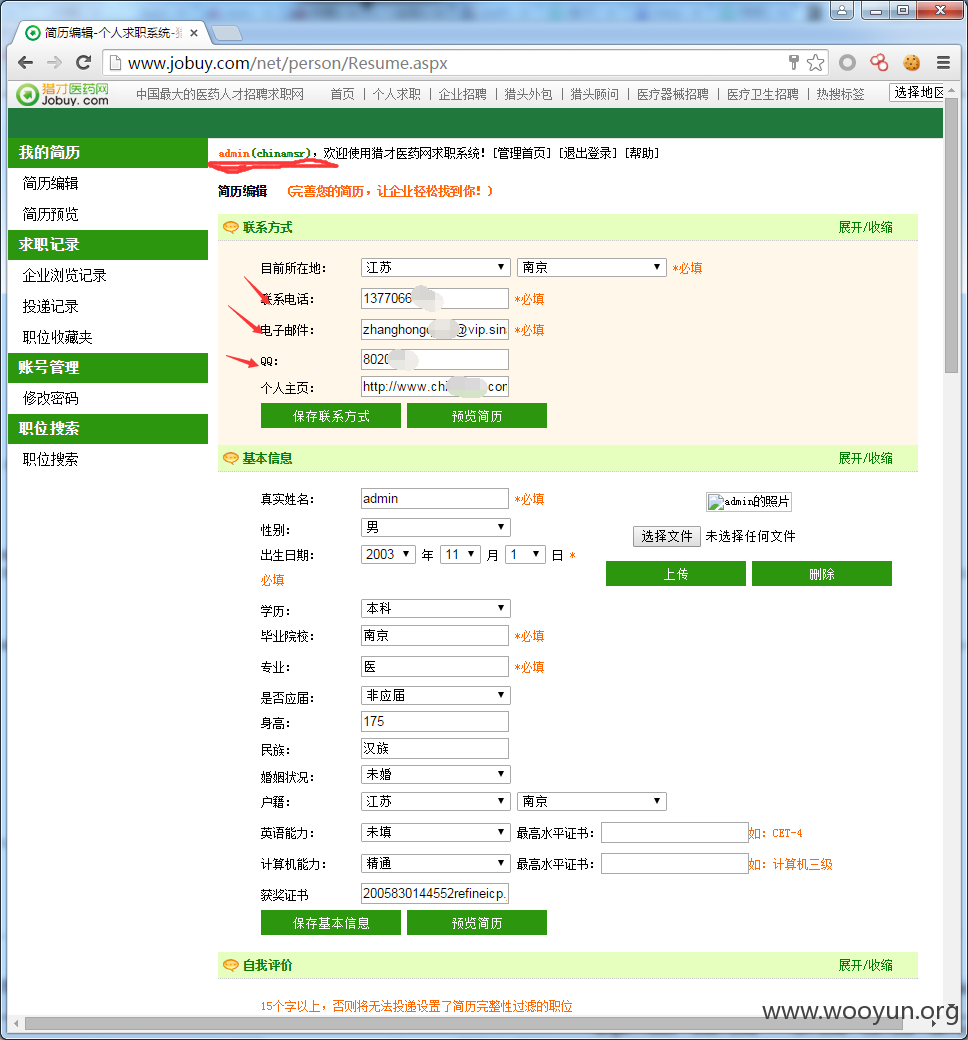 简历编辑-个人求职系统-猎
www.jobuy.com/net/person/Resume.aspx
猎才医药网
Jobuy.com
中国最大的医药人才招聘求职网 首页 | 个人求职 | 企业招聘 | 猎头外包 | 猎头顾问 | 医疗器械招聘 | 医疗卫生招聘 | 热搜标签 选择地区
我的简历
简历编辑
简历预览
求职记录
企业浏览记录
投递记录
职位收藏夹
账号管理
修改密码
职位搜索
职位搜索
admin(chinamsr), 欢迎使用猎才医药网求职系统! [管理首页] [退出登录] [帮助]
简历编辑 (完善您的简历，让企业轻松找到你! )
联系方式 展开/收缩
目前所在地: 江苏 南京 *必填
联系电话: 1377066 *必填
电子邮件: zhanghong @vip.sin *必填
QQ: 802
个人主页: http://www.ch .cor
保存联系方式 预览简历
基本信息 展开/收缩
真实姓名: admin *必填
admin的照片
性别: 男
选择文件 未选择任何文件
出生日期: 2003 年 11 月 1 日 *
必填
上传 删除
学历: 本科
毕业院校: 南京 *必填
专业: 医 *必填
是否应届: 非应届
身高: 175
民族: 汉族
婚姻状况: 未婚
户籍: 江苏 南京
英语能力: 未填 最高水平证书: 如: CET-4
计算机能力: 精通 最高水平证书: 如: 计算机三级
获奖证书 2005830144552refineicp.
保存基本信息 预览简历
自我评价 展开/收缩
15个字以上，否则将无法投递设置了简历完整性过滤的职位
www.wooyun.org